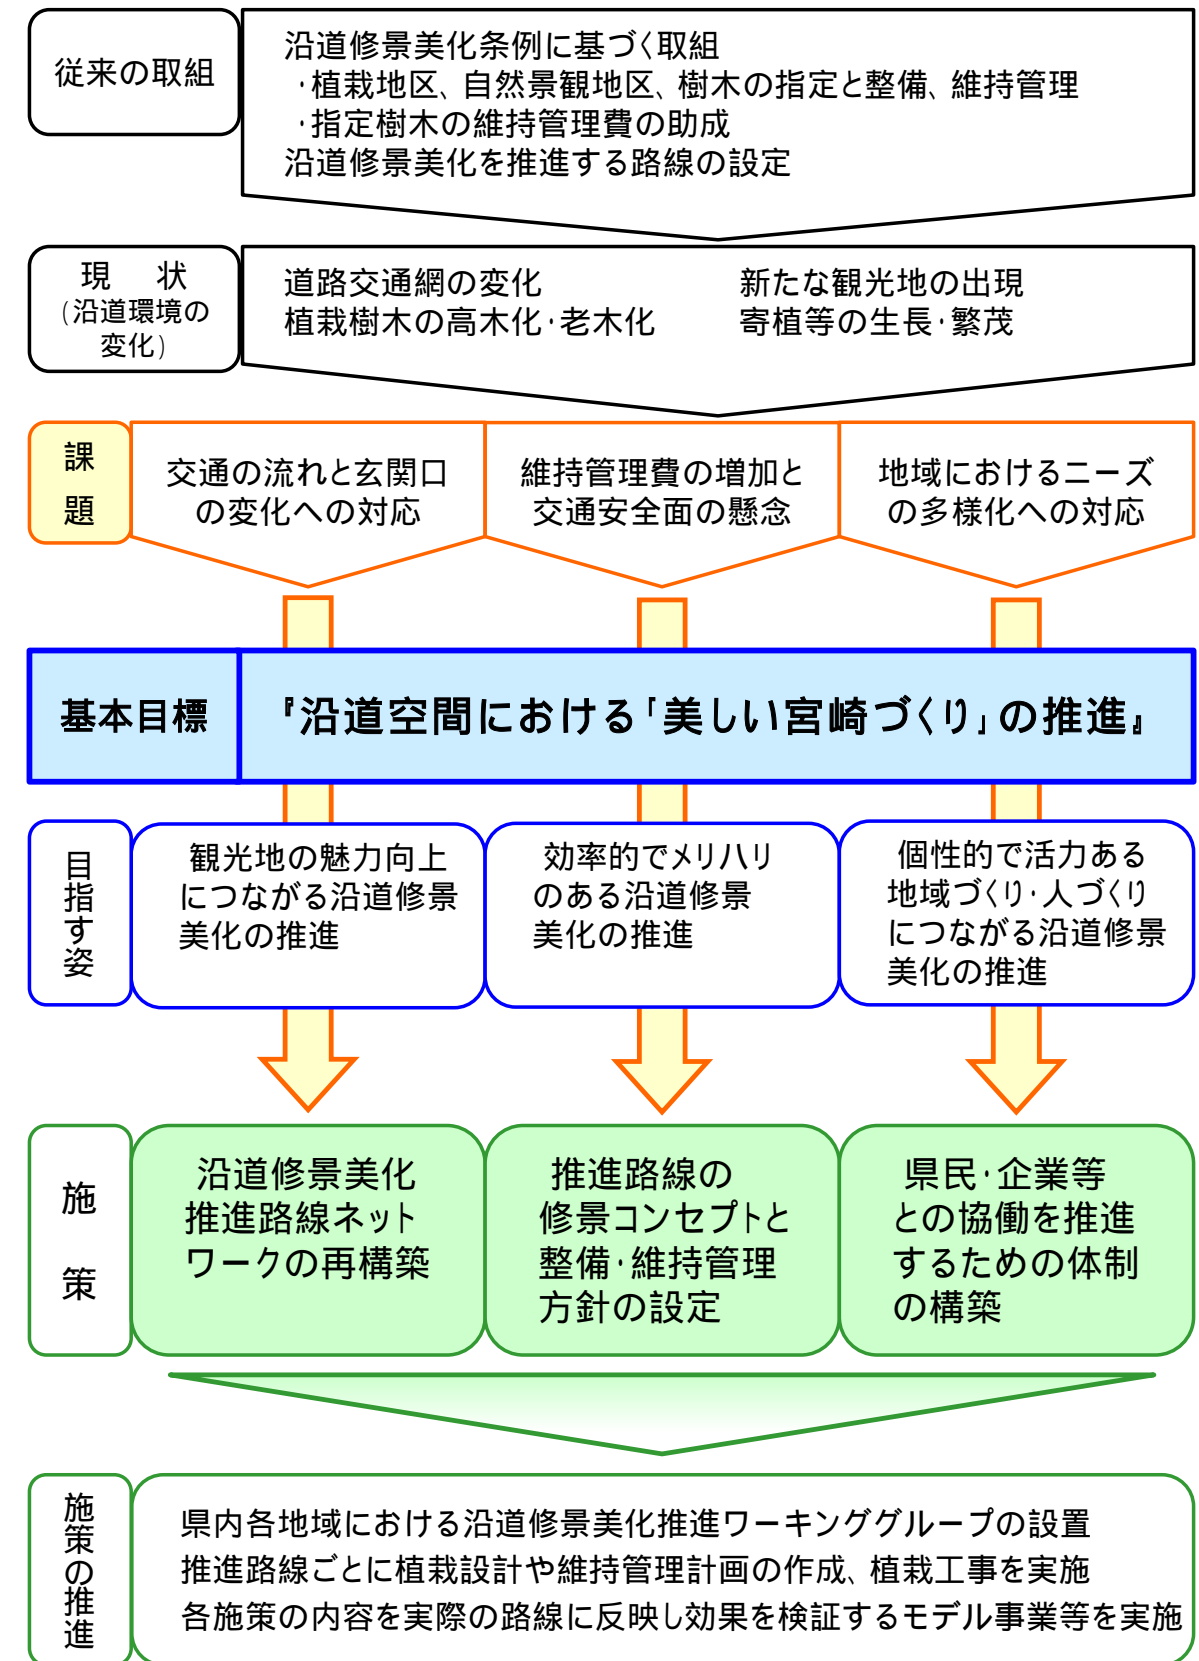 従来の取組
沿道修景美化条例に基づく取組
・植栽地区、自然景観地区、樹木の指定と整備、維持管理
・指定樹木の維持管理費の助成
沿道修景美化を推進する路線の設定
現　状
(沿道環境の
変化)
道路交通網の変化
新たな観光地の出現
植栽樹木の高木化・老木化
寄植等の生長・繁茂
課
題
交通の流れと玄関口
の変化への対応
維持管理費の増加と
交通安全面の懸念
地域におけるニーズ
の多様化への対応
基本目標
『沿道空間における「美しい宮崎づくり」の推進』
目指す姿
観光地の魅力向上
につながる沿道修景
美化の推進
効率的でメリハリ
のある沿道修景
美化の推進
個性的で活力ある
地域づくり・人づくり
につながる沿道修景
美化の推進
施
策
沿道修景美化
推進路線ネット
ワークの再構築
推進路線の
修景コンセプトと
整備・維持管理
方針の設定
県民・企業等
との協働を推進
するための体制
の構築
施策の推進
県内各地域における沿道修景美化推進ワーキンググループの設置
推進路線ごとに植栽設計や維持管理計画の作成、植栽工事を実施
各施策の内容を実際の路線に反映し効果を検証するモデル事業等を実施